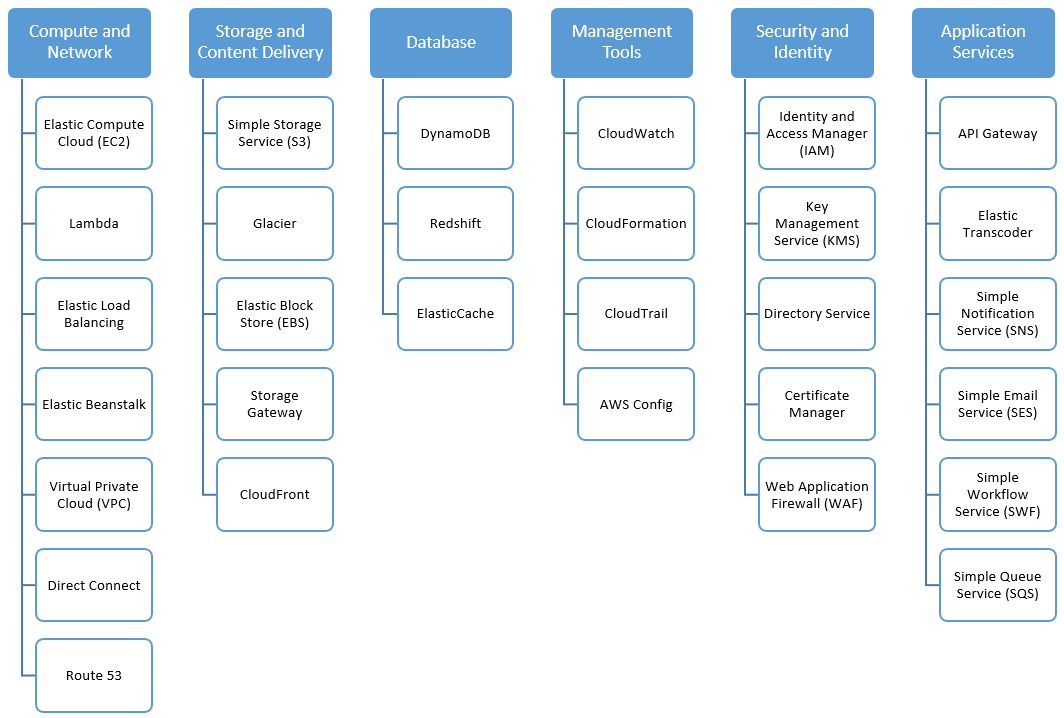 Compute and
Network
Elastic Compute
Cloud (EC2)
Lambda
Elastic Load
Balancing
Elastic Beanstalk
Virtual Private
Cloud (VPC)
Direct Connect
Route 53
Storage and
Content Delivery
Simple Storage
Service (S3)
Glacier
Elastic Block
Store (EBS)
Storage
Gateway
CloudFront
Database
DynamoDB
Redshift
ElasticCache
Management
Tools
CloudWatch
CloudFormation
CloudTrail
AWS Config
Security and
Identity
Identity and
Access Manager
(IAM)
Key
Management
Service (KMS)
Directory Service
Certificate
Manager
Web Application
Firewall (WAF)
Application
Services
API Gateway
Elastic
Transcoder
Simple
Notification
Service (SNS)
Simple Email
Service (SES)
Simple
Workflow
Service (SWF)
Simple Queue
Service (SQS)